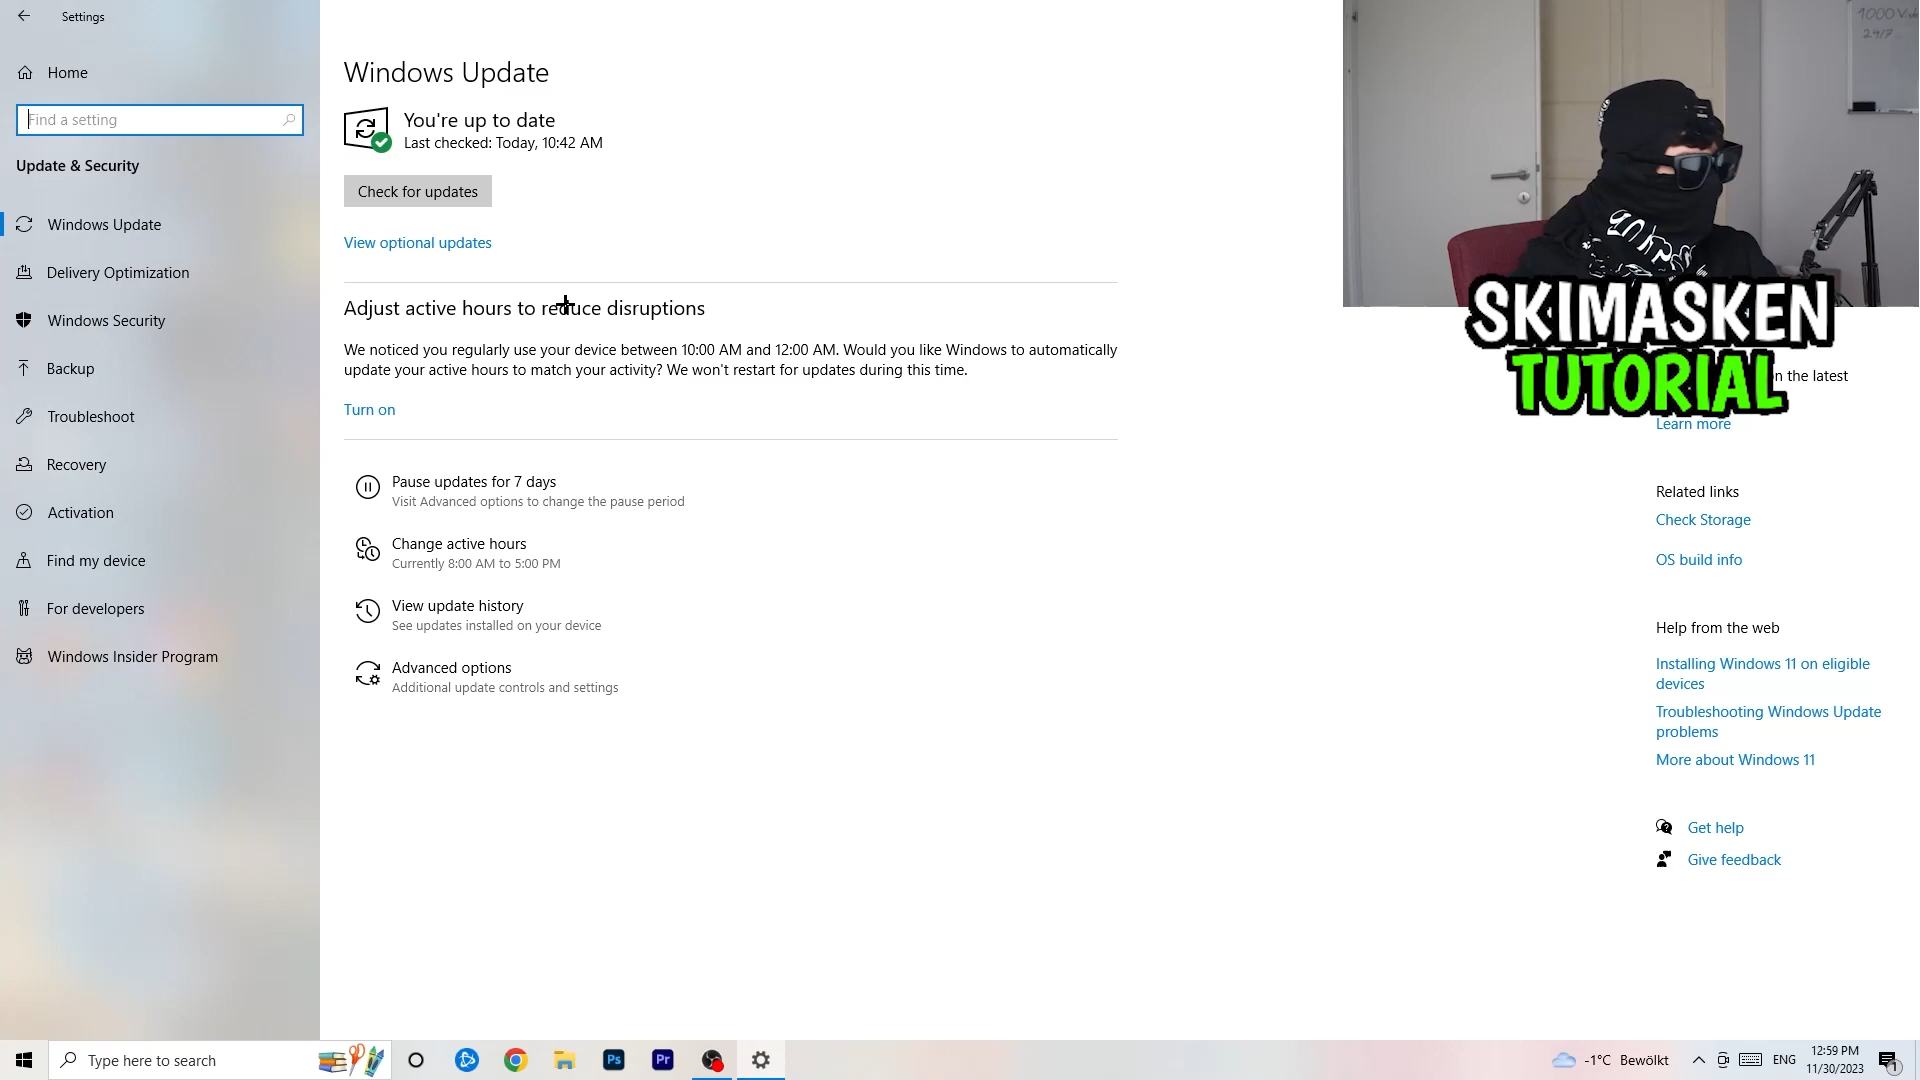 Settings
Home
Find a setting
Update & Security
Windows Update
Delivery Optimization
Windows Security
Backup
Troubleshoot
Recovery
Activation
Find my device
For developers
Windows Insider Program
Windows Update
You're up to date
Last checked: Today, 10:42 AM
Check for updates
View optional updates
Adjust active hours to reduce disruptions
We noticed you regularly use your device between 10:00 AM and 12:00 AM. Would you like Windows to automatically
update your active hours to match your activity? We won't restart for updates during this time.
Turn on
Pause updates for 7 days
Visit Advanced options to change the pause period
Change active hours
Currently 8:00 AM to 5:00 PM
View update history
See updates installed on your device
Advanced options
Additional update controls and settings
1000
24/7
SKIMASKEN
TUTORIAL
on the latest
Learn more
Related links
Check Storage
OS build info
Help from the web
Installing Windows 11 on eligible
devices
Troubleshooting Windows Update
problems
More about Windows 11
Get help
Give feedback
Type here to search
Ps
Pr
-1°C Bewölkt
ENG
12:59 PM
11/30/2023
1